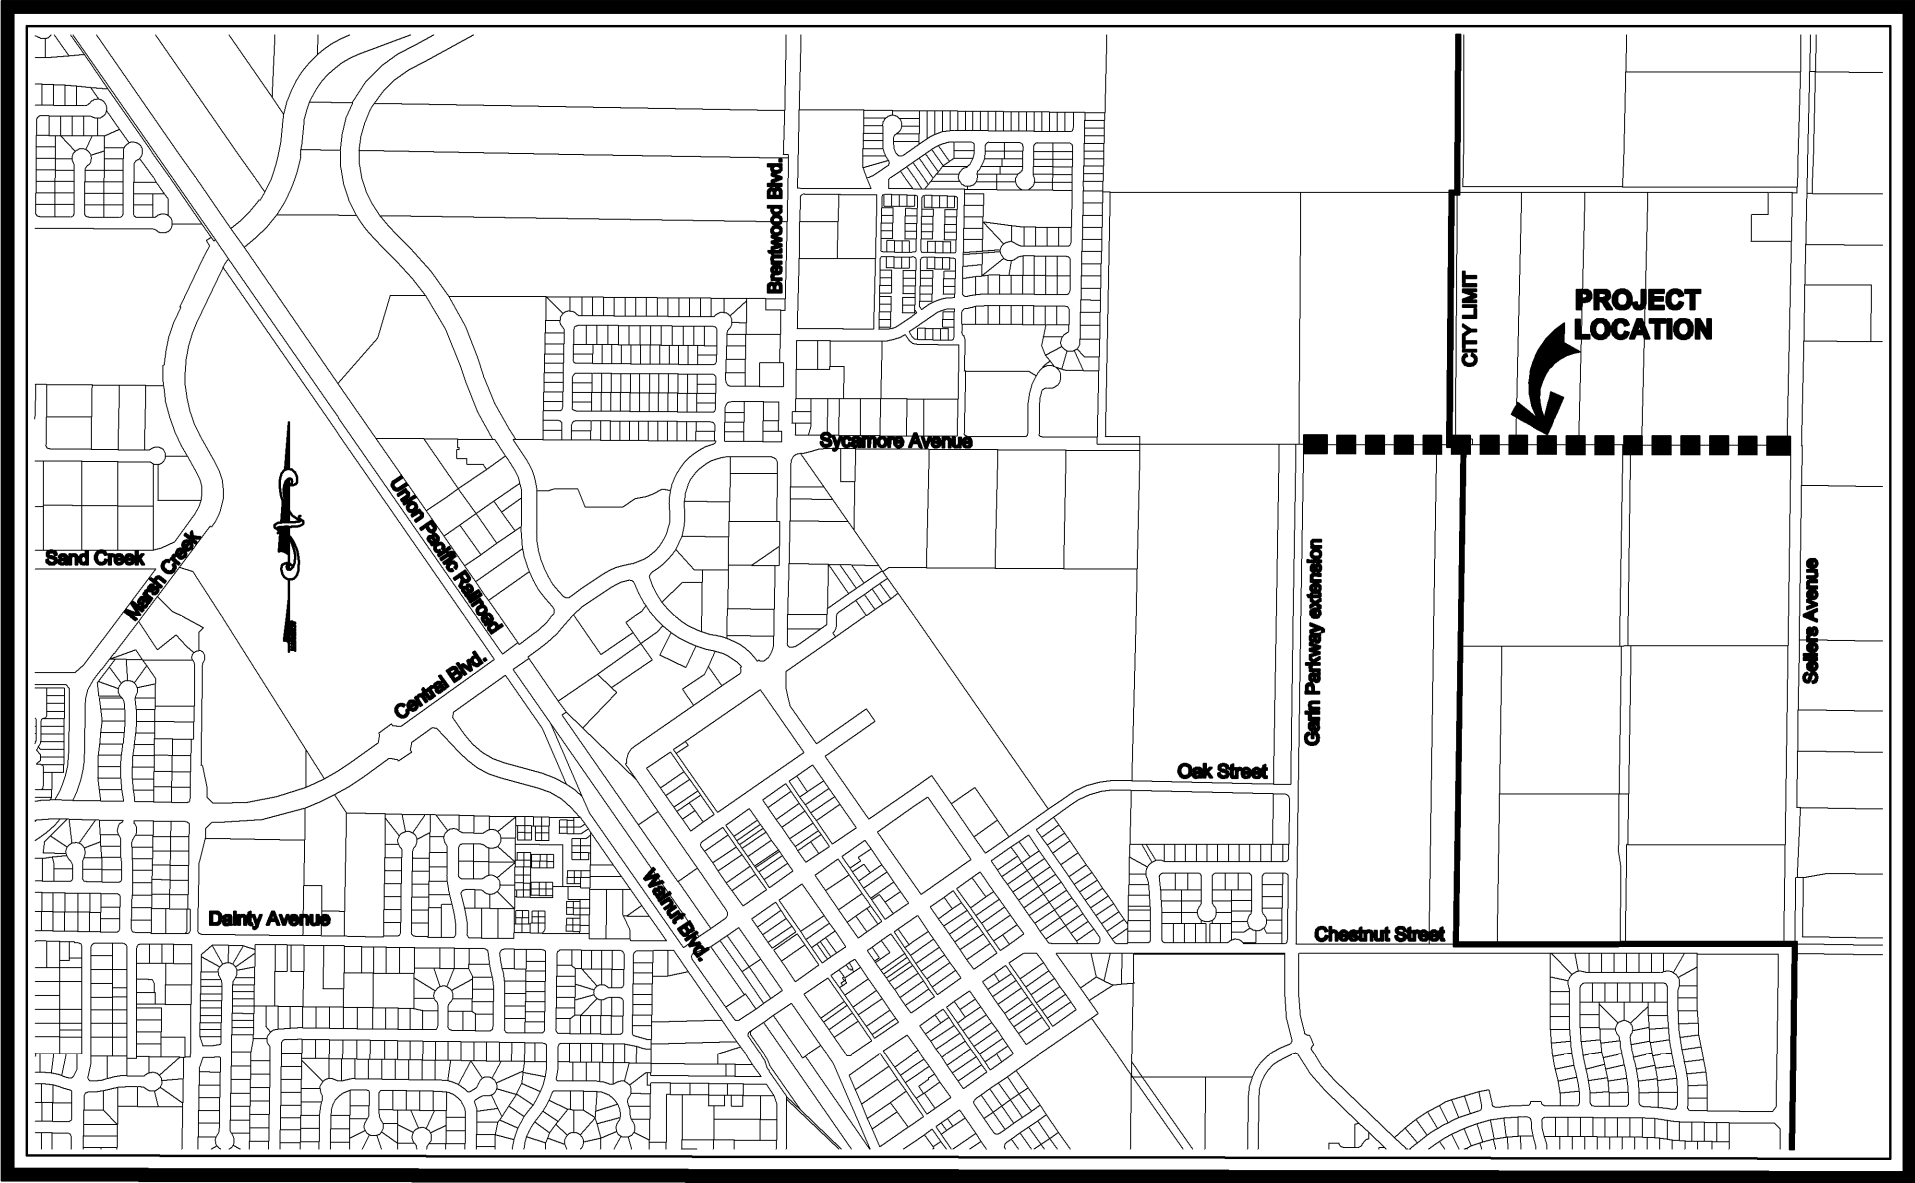 Brentwood Blvd.
CITY LIMIT
PROJECT
LOCATION
Sycamore Avenue
Union Pacific Railroad
Sand Creek
Marsh Creek
Garin Parkway extension
Sellers Avenue
Central Blvd.
Oak Street
Walnut Blvd.
Dainty Avenue
Chestnut Street